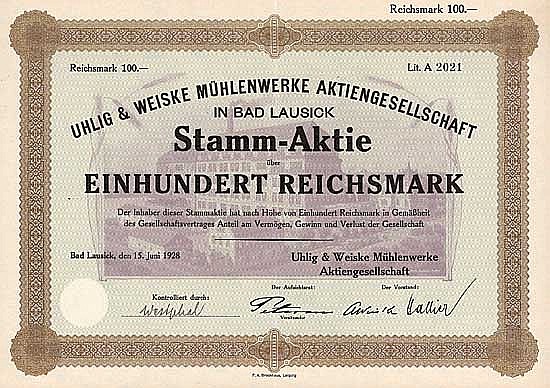 Reichsmark 100.—
Reichsmark 100.— Lit. A 2021
UHLIG & WEISKE MÜHLENWERKE AKTIENGESELLSCHAFT
IN BAD LAUSICK
Stamm-Aktie
über
EINHUNDERT REICHSMARK
Der Inhaber dieser Stammaktie hat nach Höhe von Einhundert Reichsmark in Gemäßheit
des Gesellschaftsvertrages Anteil am Vermögen, Gewinn und Verlust der Gesellschaft
Bad Lausick, den 15. Juni 1928
Uhlig & Weiske Mühlenwerke
Aktiengesellschaft
Der Aufsichtsrat: Der Vorstand:
Kontrolliert durch:
Westphal
Vorsitzender
F. A. Brockhaus, Leipzig